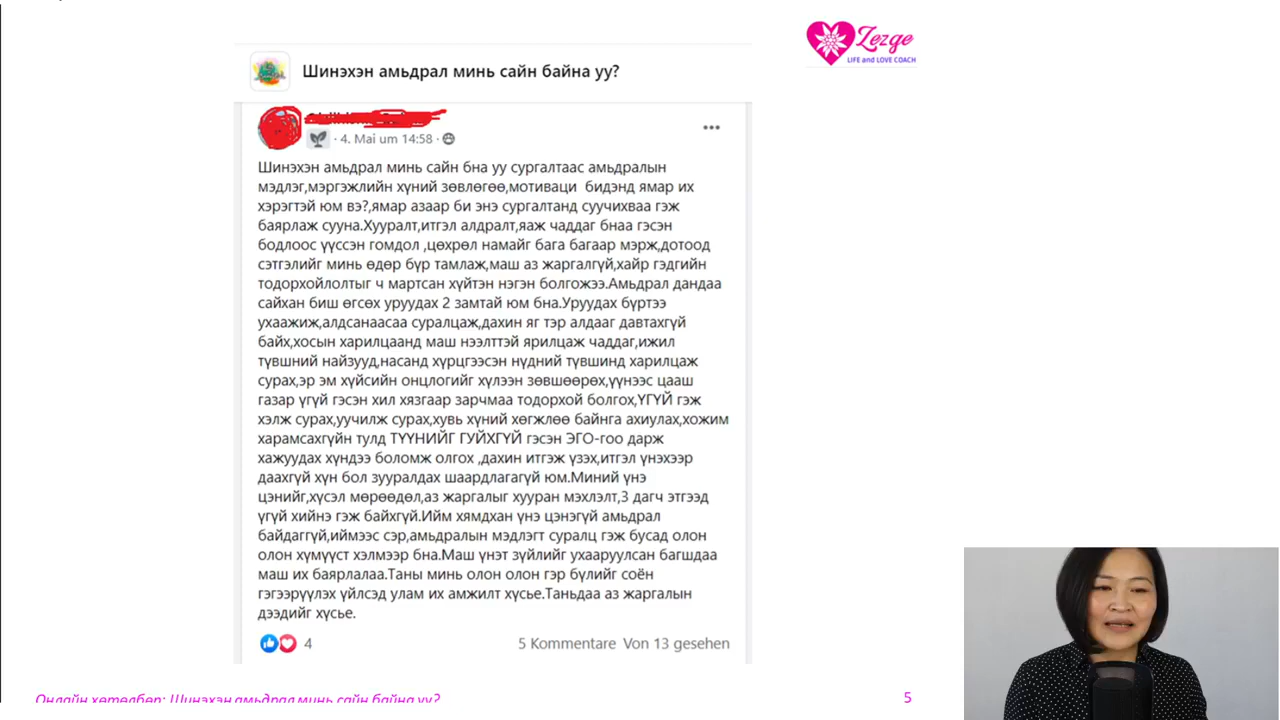 Zezge
LIFE and LOVE COACH
Шинэхэн амьдрал минь сайн байна уу?
· 4. Mai um 14:58 ·
Шинэхэн амьдрал минь сайн бна уу сургалтаас амьдралын
мэдлэг,мэргэжлийн хүний зөвлөгөө,мотиваци бидэнд ямар их
хэрэгтэй юм вэ?,ямар азаар би энэ сургалтанд суучихваа гэж
баярлаж сууна.Хууралт,итгэл алдралт,яаж чаддаг бнаа гэсэн
бодлоос үүссэн гомдол ,цөхрөл намайг бага багаар мэрж,дотоод
сэтгэлийг минь өдөр бүр тамлаж,маш аз жаргалгүй,хайр гэдгийн
тодорхойлолтыг ч мартсан хүйтэн нэгэн болгожээ.Амьдрал дандаа
сайхан биш өгсөх уруудах 2 замтай юм бна.Уруудах бүртээ
ухаажиж,алдсанаасаа суралцаж,дахин яг тэр алдааг давтахгүй
байх,хосын харилцаанд маш нээлттэй ярилцаж чаддаг,ижил
түвшний найзууд,насанд хүрцгээсэн нүдний түвшинд харилцаж
сурах,эр эм хүйсийн онцлогийг хүлээн зөвшөөрөх,үүнээс цааш
газар үгүй гэсэн хил хязгаар зарчмаа тодорхой болгох,ҮГҮЙ гэж
хэлж сурах,уучилж сурах,хувь хүний хөгжлөө байнга ахиулах,хожим
харамсахгүйн тулд ТҮҮНИЙГ ГУЙХГҮЙ гэсэн ЭГО-гоо дарж
хажуудах хүндээ боломж олгох ,дахин итгэж үзэх,итгэл үнэхээр
даахгүй хүн бол зууралдах шаардлагагүй юм.Миний үнэ
цэнийг,хүсэл мөрөөдөл,аз жаргалыг хууран мэхлэлт,3 дагч этгээд
үгүй хийнэ гэж байхгүй.Ийм хямдхан үнэ цэнэгүй амьдрал
байдаггүй,иймээс сэр,амьдралын мэдлэгт суралц гэж бусад олон
олон хүмүүст хэлмээр бна.Маш үнэт зүйлийг ухааруулсан багшдаа
маш их баярлалаа.Таны минь олон олон гэр бүлийг соён
гэгээрүүлэх үйлсэд улам их амжилт хүсье.Таньдаа аз жаргалын
дээдийг хүсье.
4
5 Kommentare Von 13 gesehen
Онлайн хөтөлбөр: Шинэхэн амьдрал минь сайн байна уу?
5